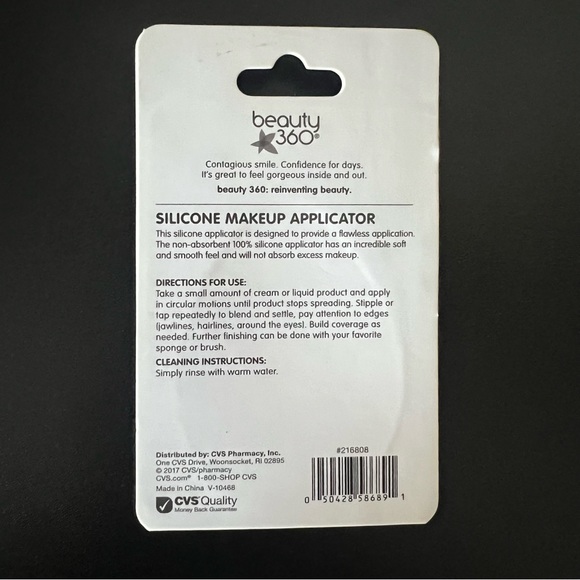 beauty
360®
Contagious smile. Confidence for days.
It's great to feel gorgeous inside and out.
beauty 360: reinventing beauty.
SILICONE MAKEUP APPLICATOR
This silicone applicator is designed to provide a flawless application.
The non-absorbent 100% silicone applicator has an incredible soft
and smooth feel and will not absorb excess makeup.
DIRECTIONS FOR USE:
Take a small amount of cream or liquid product and apply
in circular motions until product stops spreading. Stipple or
tap repeatedly to blend and settle, pay attention to edges
(jawlines, hairlines, around the eyes). Build coverage as
needed. Further finishing can be done with your favorite
sponge or brush.
CLEANING INSTRUCTIONS:
Simply rinse with warm water.
Distributed by: CVS Pharmacy, Inc.
One CVS Drive, Woonsocket, RI 02895
© 2017 CVS/pharmacy
CVS.com® 1-800-SHOP CVS
Made in China V-10468
CVS Quality
Money Back Guarantee
#216808
0 50428 58689 1